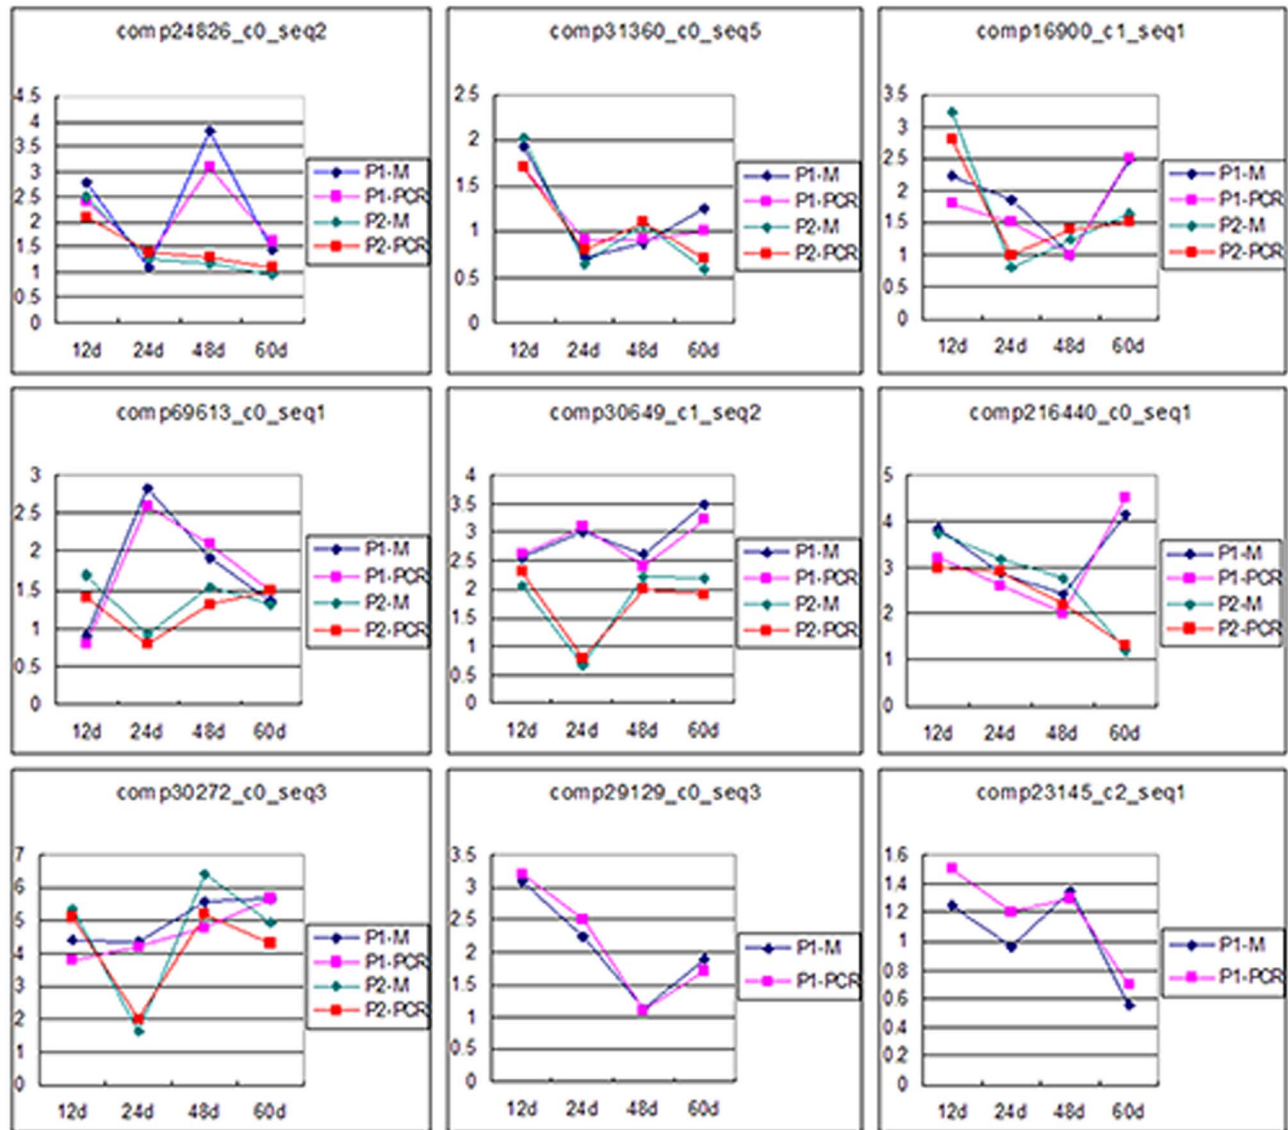 comp24826_c0_seq2
4.5
4
3.5
3
2.5
2
1.5
1
0.5
0
12d 24d 48d 60d
P1-M
P1-PCR
P2-M
P2-PCR
comp31360_c0_seq5
2.5
2
1.5
1
0.5
0
12d 24d 48d 60d
P1-M
P1-PCR
P2-M
P2-PCR
comp16900_c1_seq1
3.5
3
2.5
2
1.5
1
0.5
0
12d 24d 48d 60d
P1-M
P1-PCR
P2-M
P2-PCR
comp69613_c0_seq1
3
2.5
2
1.5
1
0.5
0
12d 24d 48d 60d
P1-M
P1-PCR
P2-M
P2-PCR
comp30649_c1_seq2
4
3.5
3
2.5
2
1.5
1
0.5
0
12d 24d 48d 60d
P1-M
P1-PCR
P2-M
P2-PCR
comp216440_c0_seq1
5
4
3
2
1
0
12d 24d 48d 60d
P1-M
P1-PCR
P2-M
P2-PCR
comp30272_c0_seq3
7
6
5
4
3
2
1
0
12d 24d 48d 60d
P1-M
P1-PCR
P2-M
P2-PCR
comp29129_c0_seq3
3.5
3
2.5
2
1.5
1
0.5
0
12d 24d 48d 60d
P1-M
P1-PCR
comp23145_c2_seq1
1.6
1.4
1.2
1
0.8
0.6
0.4
0.2
0
12d 24d 48d 60d
P1-M
P1-PCR